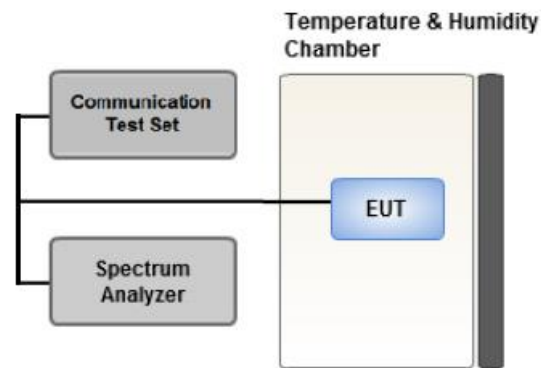 Temperature & Humidity
Chamber
Communication
Test Set
EUT
Spectrum
Analyzer